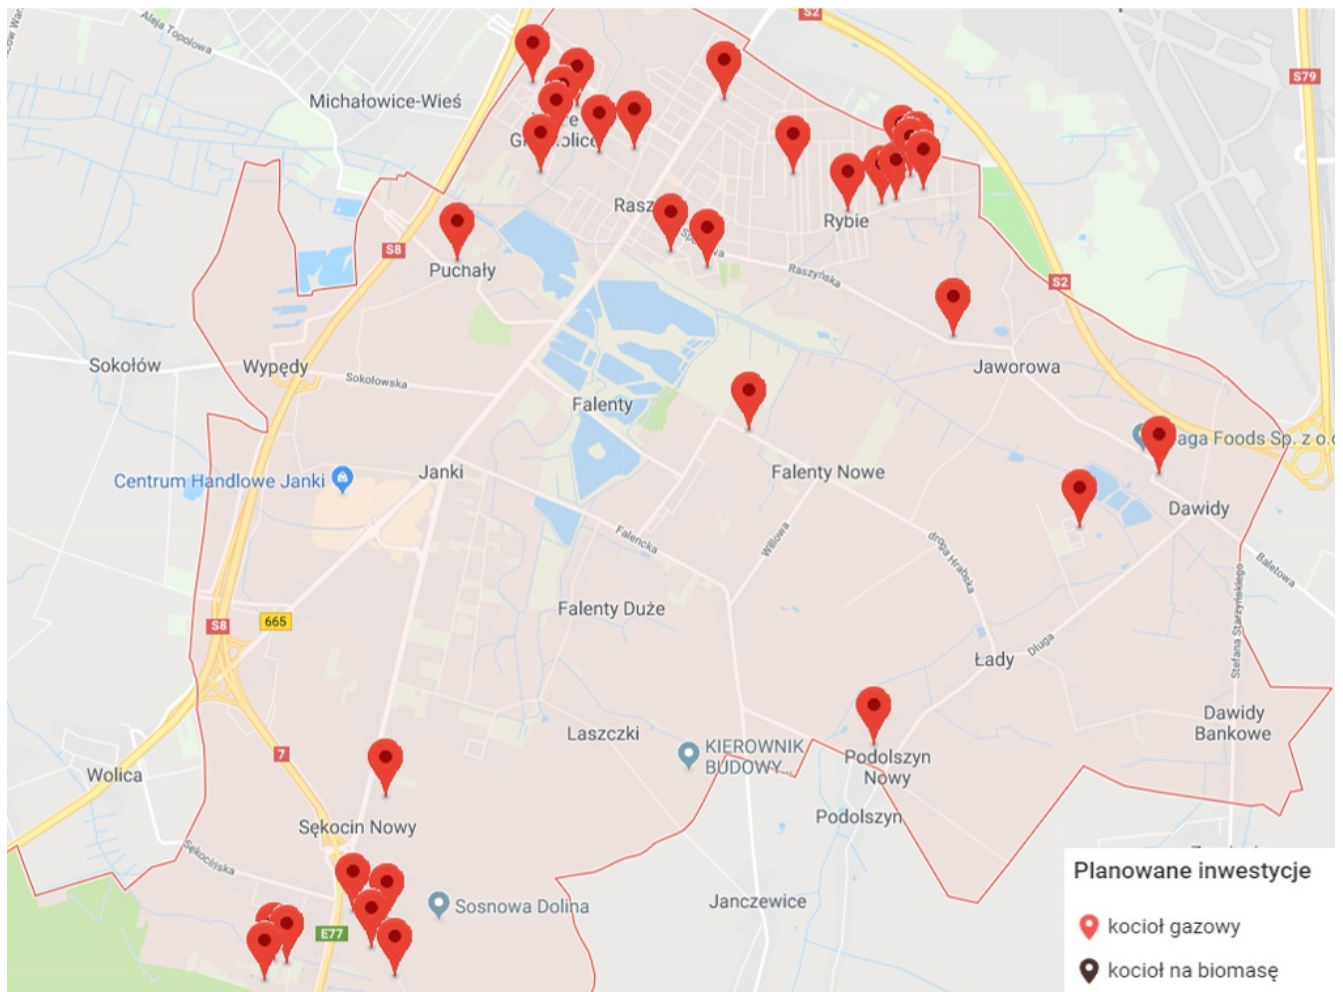 S2
Aleja Topolowa
S79
Michałowice-Wieś
Rybie
S8
Puchały
Raszyńska
S2
Sokołów
Wypędy
Sokołowska
Jaworowa
Falenty
Centrum Handlowe Janki
Janki
Falenty Nowe
Dawidy
Falencka
Willowa
droga Hrabska
Baletowa
Falenty Duże
S8
665
Stefana Starzyńskiego
Łady
Długa
Laszczki
KIEROWNIK
BUDOWY...
Dawidy
Bankowe
7
Wolica
Podolszyn
Nowy
Sękocin Nowy
Podolszyn
Sękocińska
Planowane inwestycje
Sosnowa Dolina
Janczewice
E77
kocioł gazowy
kocioł na biomasę